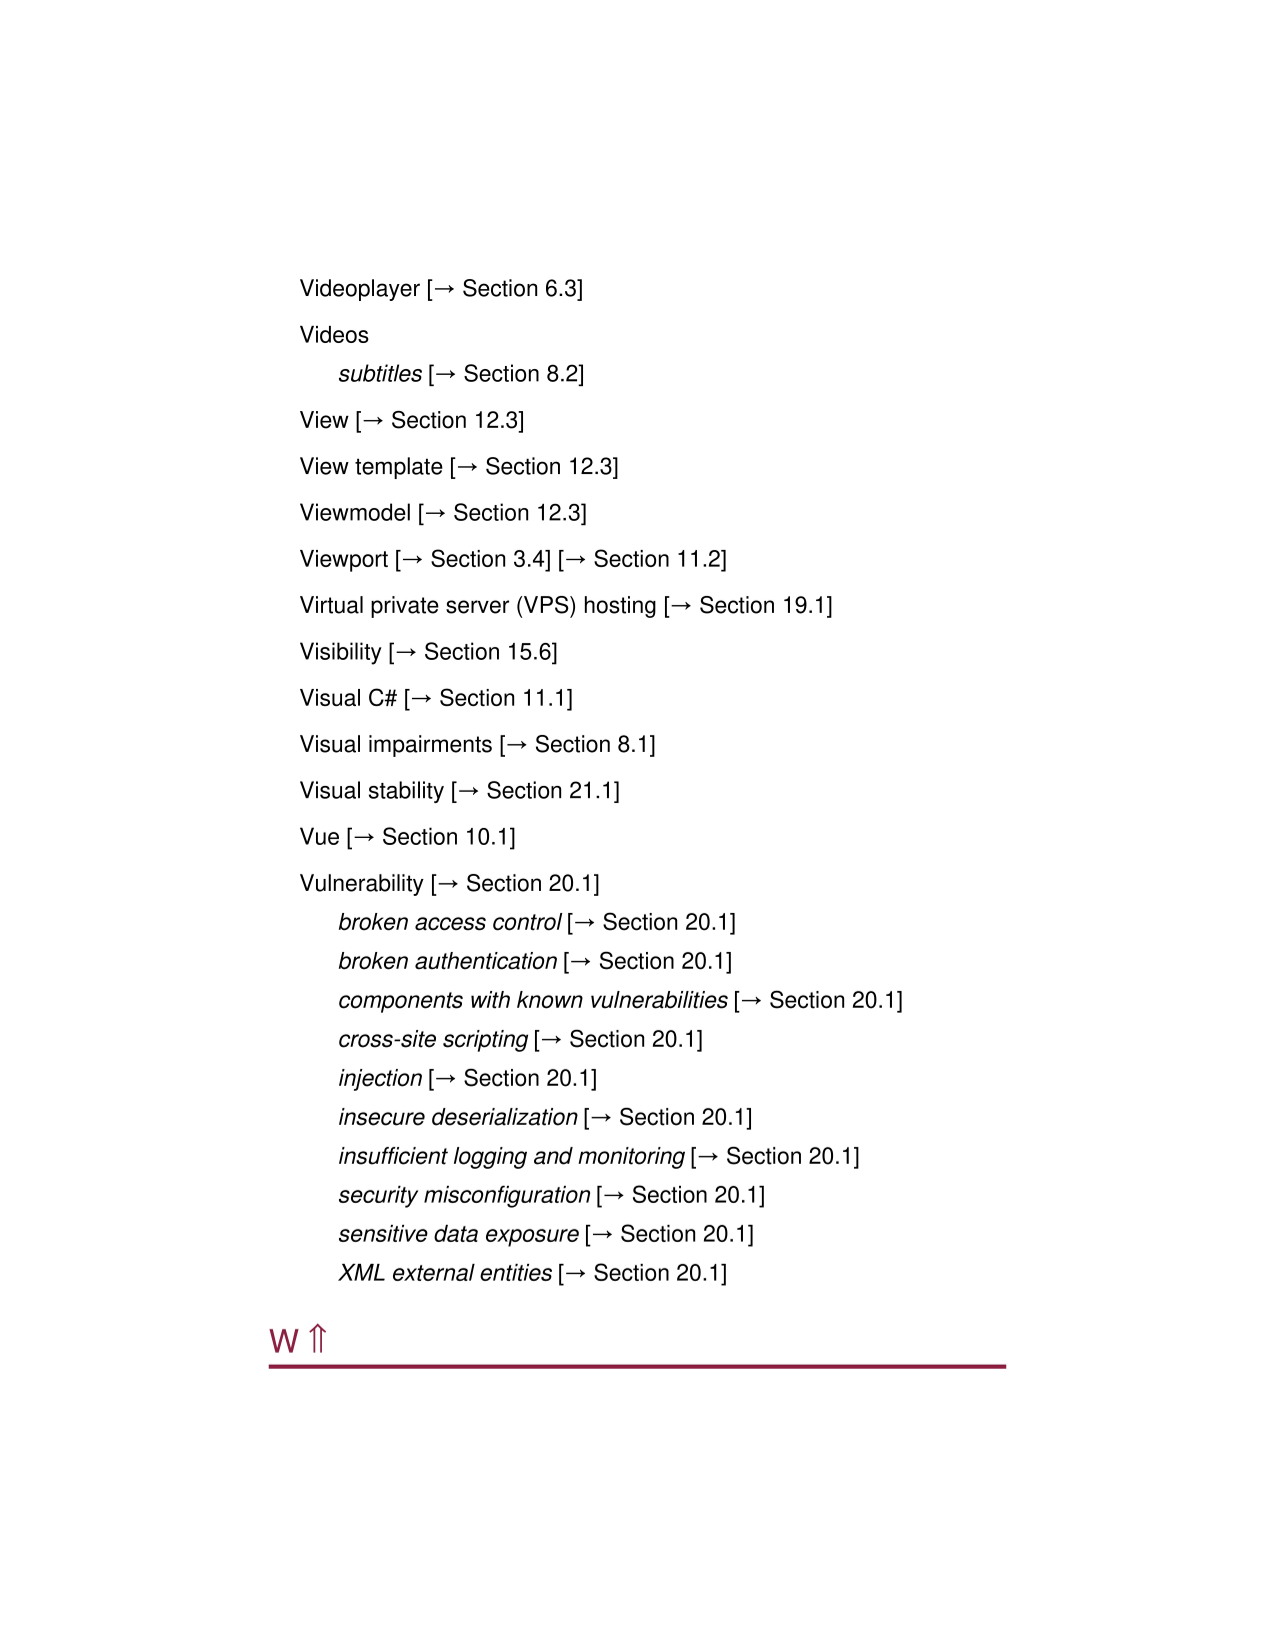 Videoplayer [→ Section 6.3]
Videos
subtitles [→ Section 8.2]
View [→ Section 12.3]
View template [→ Section 12.3]
Viewmodel [→ Section 12.3]
Viewport [→ Section 3.4] [→ Section 11.2]
Virtual private server (VPS) hosting [→ Section 19.1]
Visibility [→ Section 15.6]
Visual C# [→ Section 11.1]
Visual impairments [→ Section 8.1]
Visual stability [→ Section 21.1]
Vue [→ Section 10.1]
Vulnerability [→ Section 20.1]
broken access control [→ Section 20.1]
broken authentication [→ Section 20.1]
components with known vulnerabilities [→ Section 20.1]
cross-site scripting [→ Section 20.1]
injection [→ Section 20.1]
insecure deserialization [→ Section 20.1]
insufficient logging and monitoring [→ Section 20.1]
security misconfiguration [→ Section 20.1]
sensitive data exposure [→ Section 20.1]
XML external entities [→ Section 20.1]
W ⇑